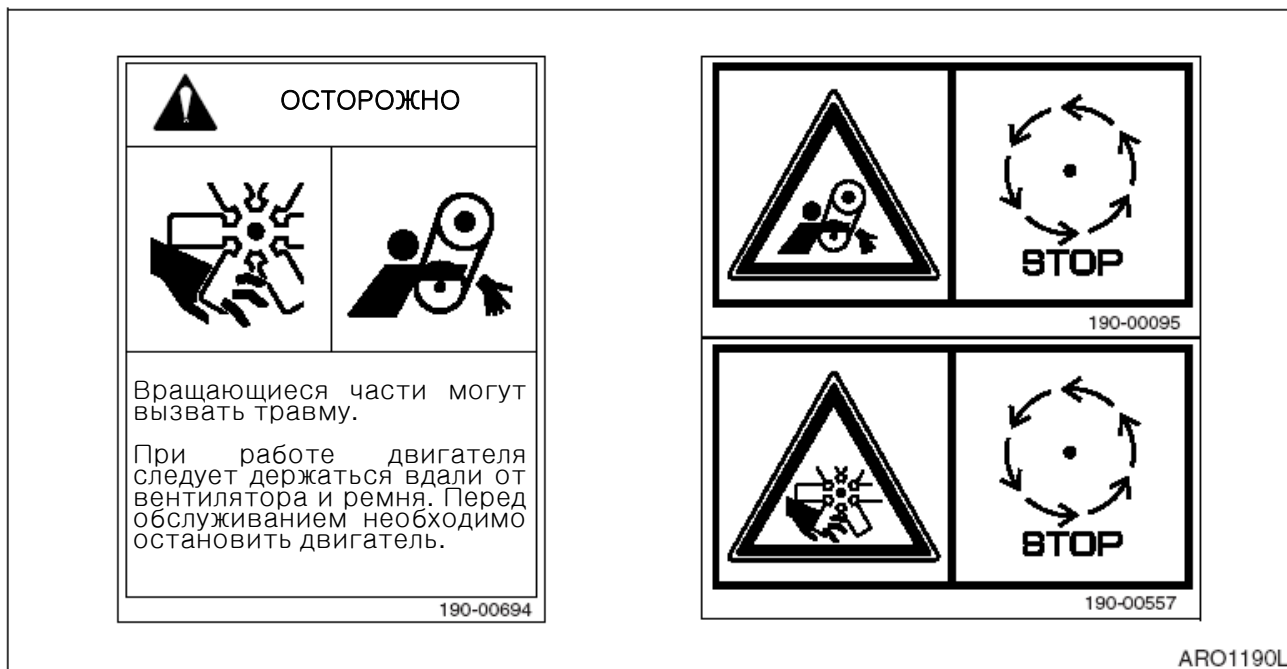 ОСТОРОЖНО
Вращающиеся части могут
вызвать травму.
При работе двигателя
следует держаться вдали от
вентилятора и ремня. Перед
обслуживанием необходимо
остановить двигатель.
190-00694
STOP
190-00095
STOP
190-00557
ARO1190L